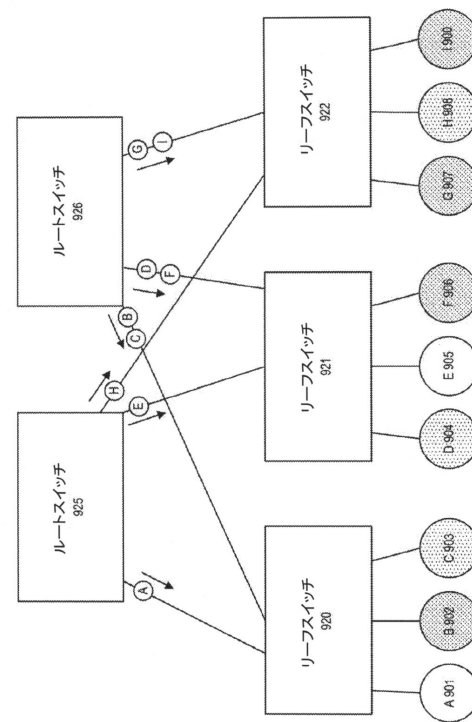 ルートスイッチ
925
ルートスイッチ
926
A
E
H
C
B
F
D
I
G
リーフスイッチ
920
リーフスイッチ
921
リーフスイッチ
922
A 901
B 902
C 903
D 904
E 905
F 906
G 907
H 908
I 900